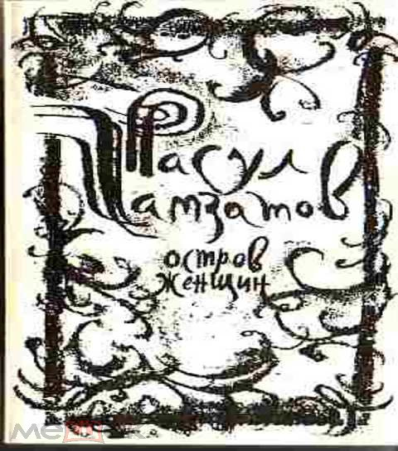 Расул
Гамзатов
остров
женщин